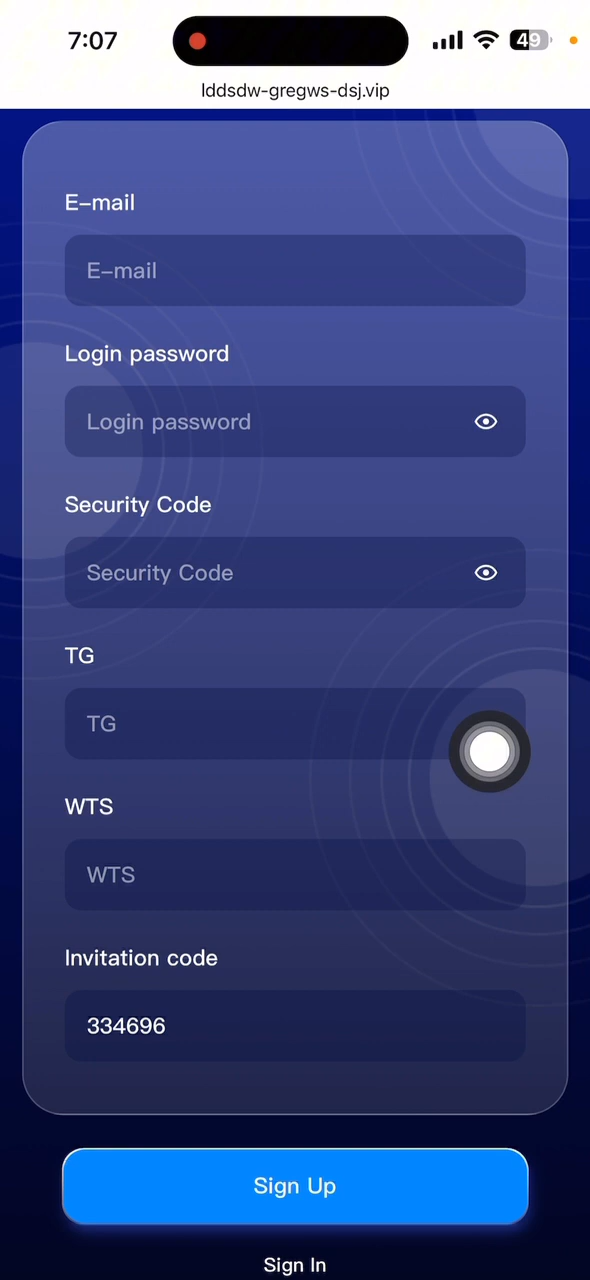 7:07
49
lddsdw-gregws-dsj.vip
E-mail
E-mail
Login password
Login password
Security Code
Security Code
TG
TG
WTS
WTS
Invitation code
334696
Sign Up
Sign In